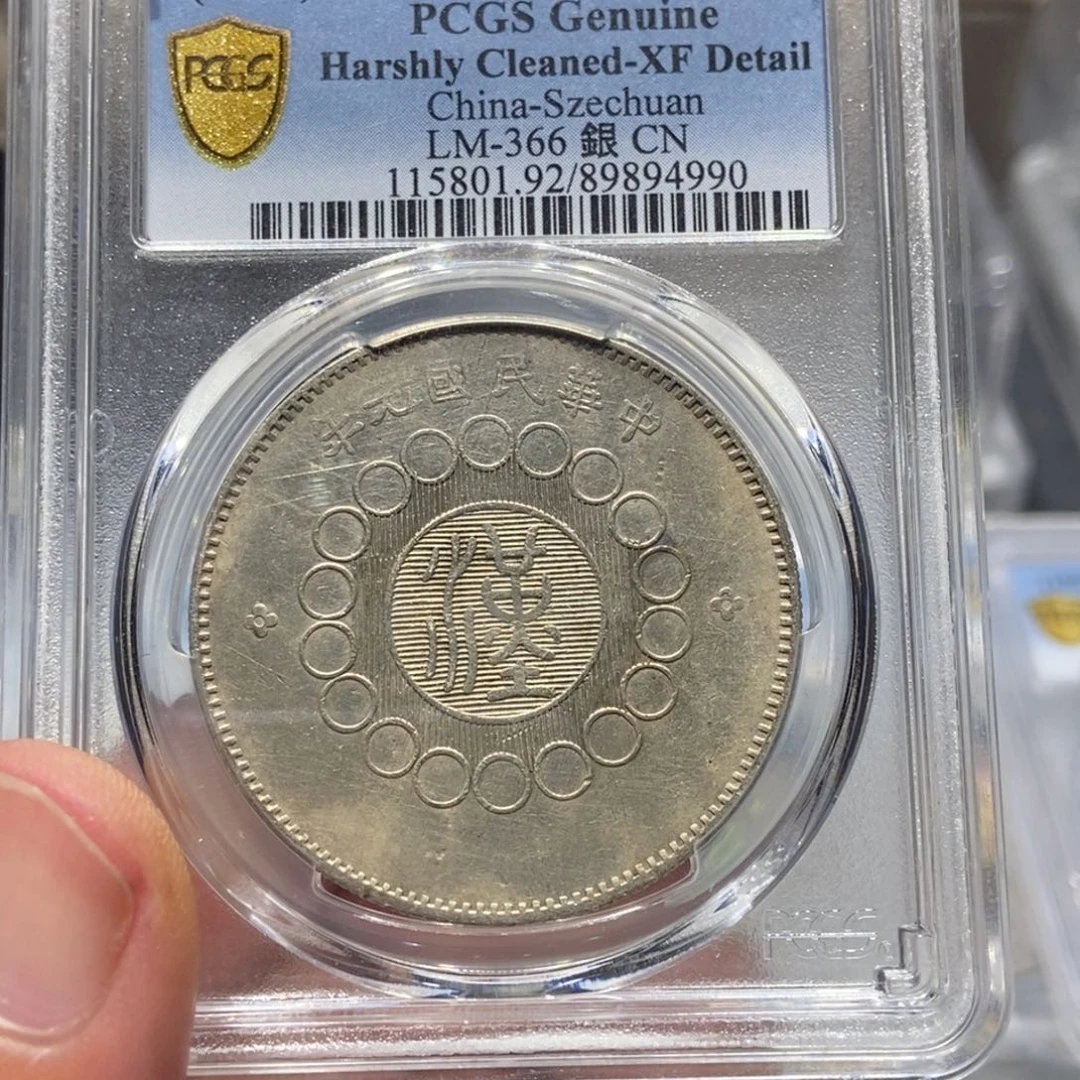 PCGS Genuine
PCGS
Harshly Cleaned-XF Detail
China-Szechuan
LM-366 銀 CN
115801.92/89894990
年元國民華中
漢
PCGS